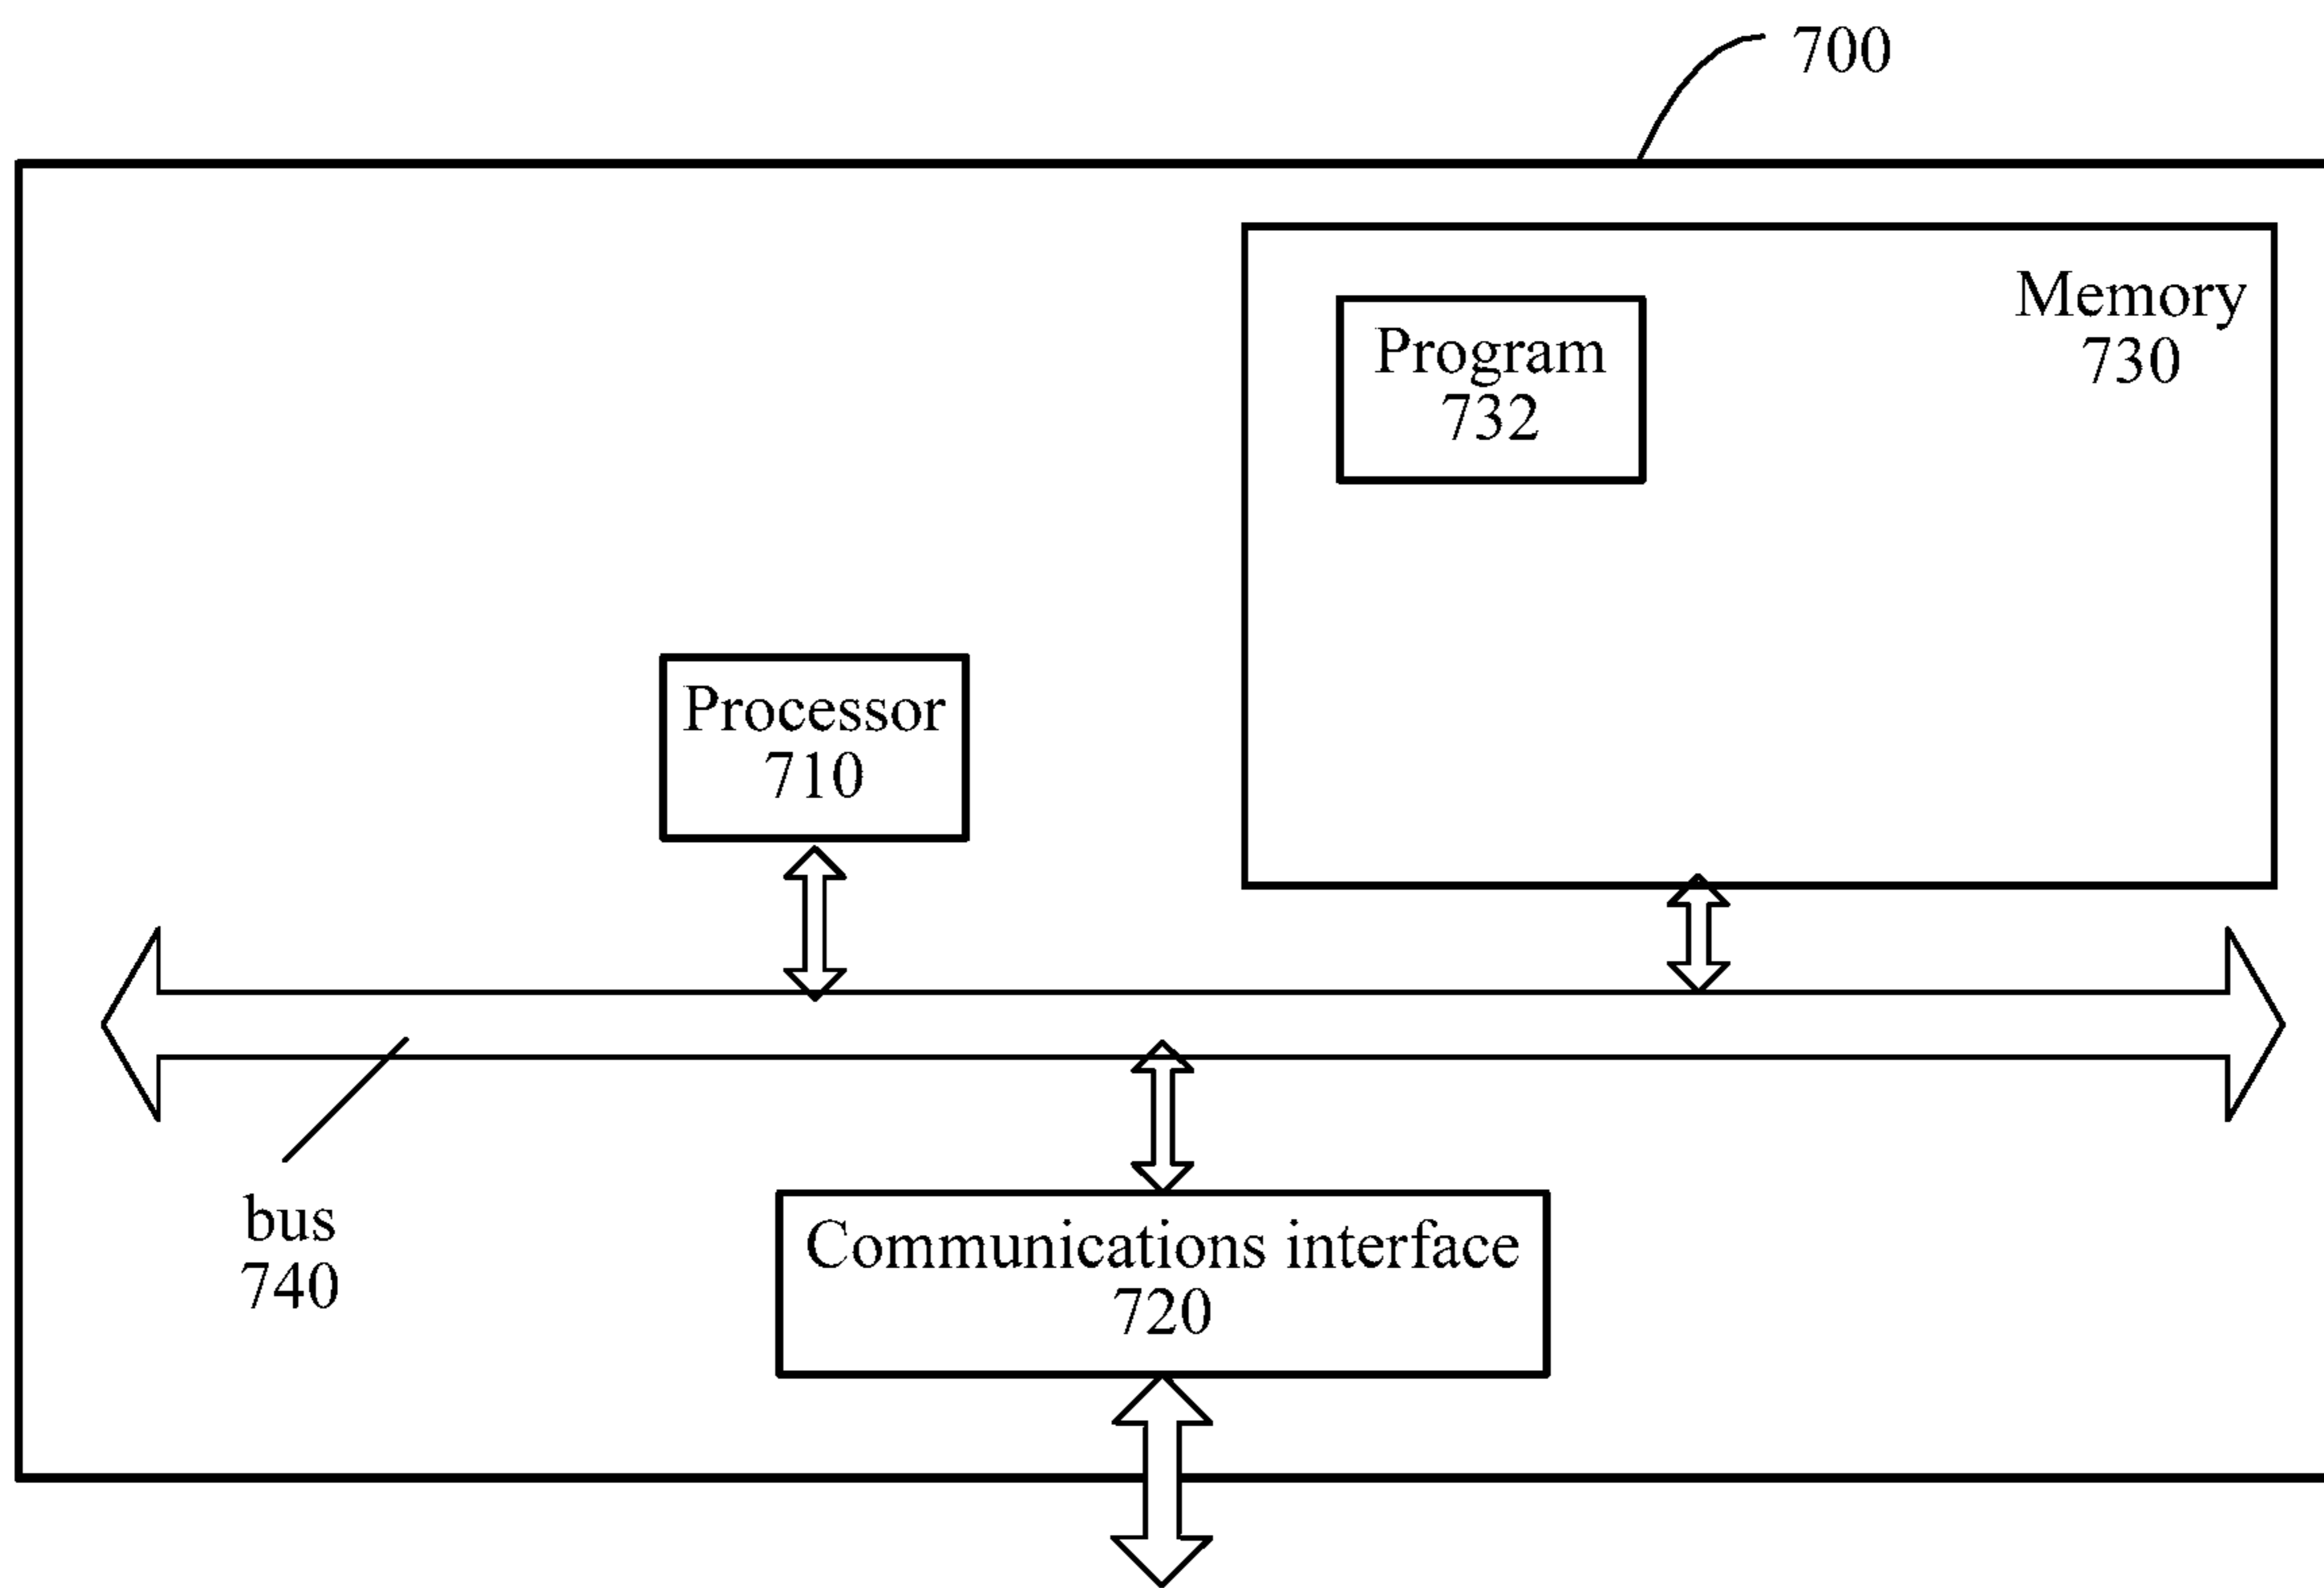 700
Memory
730
Program
732
Processor
710
bus
740
Communications interface
720